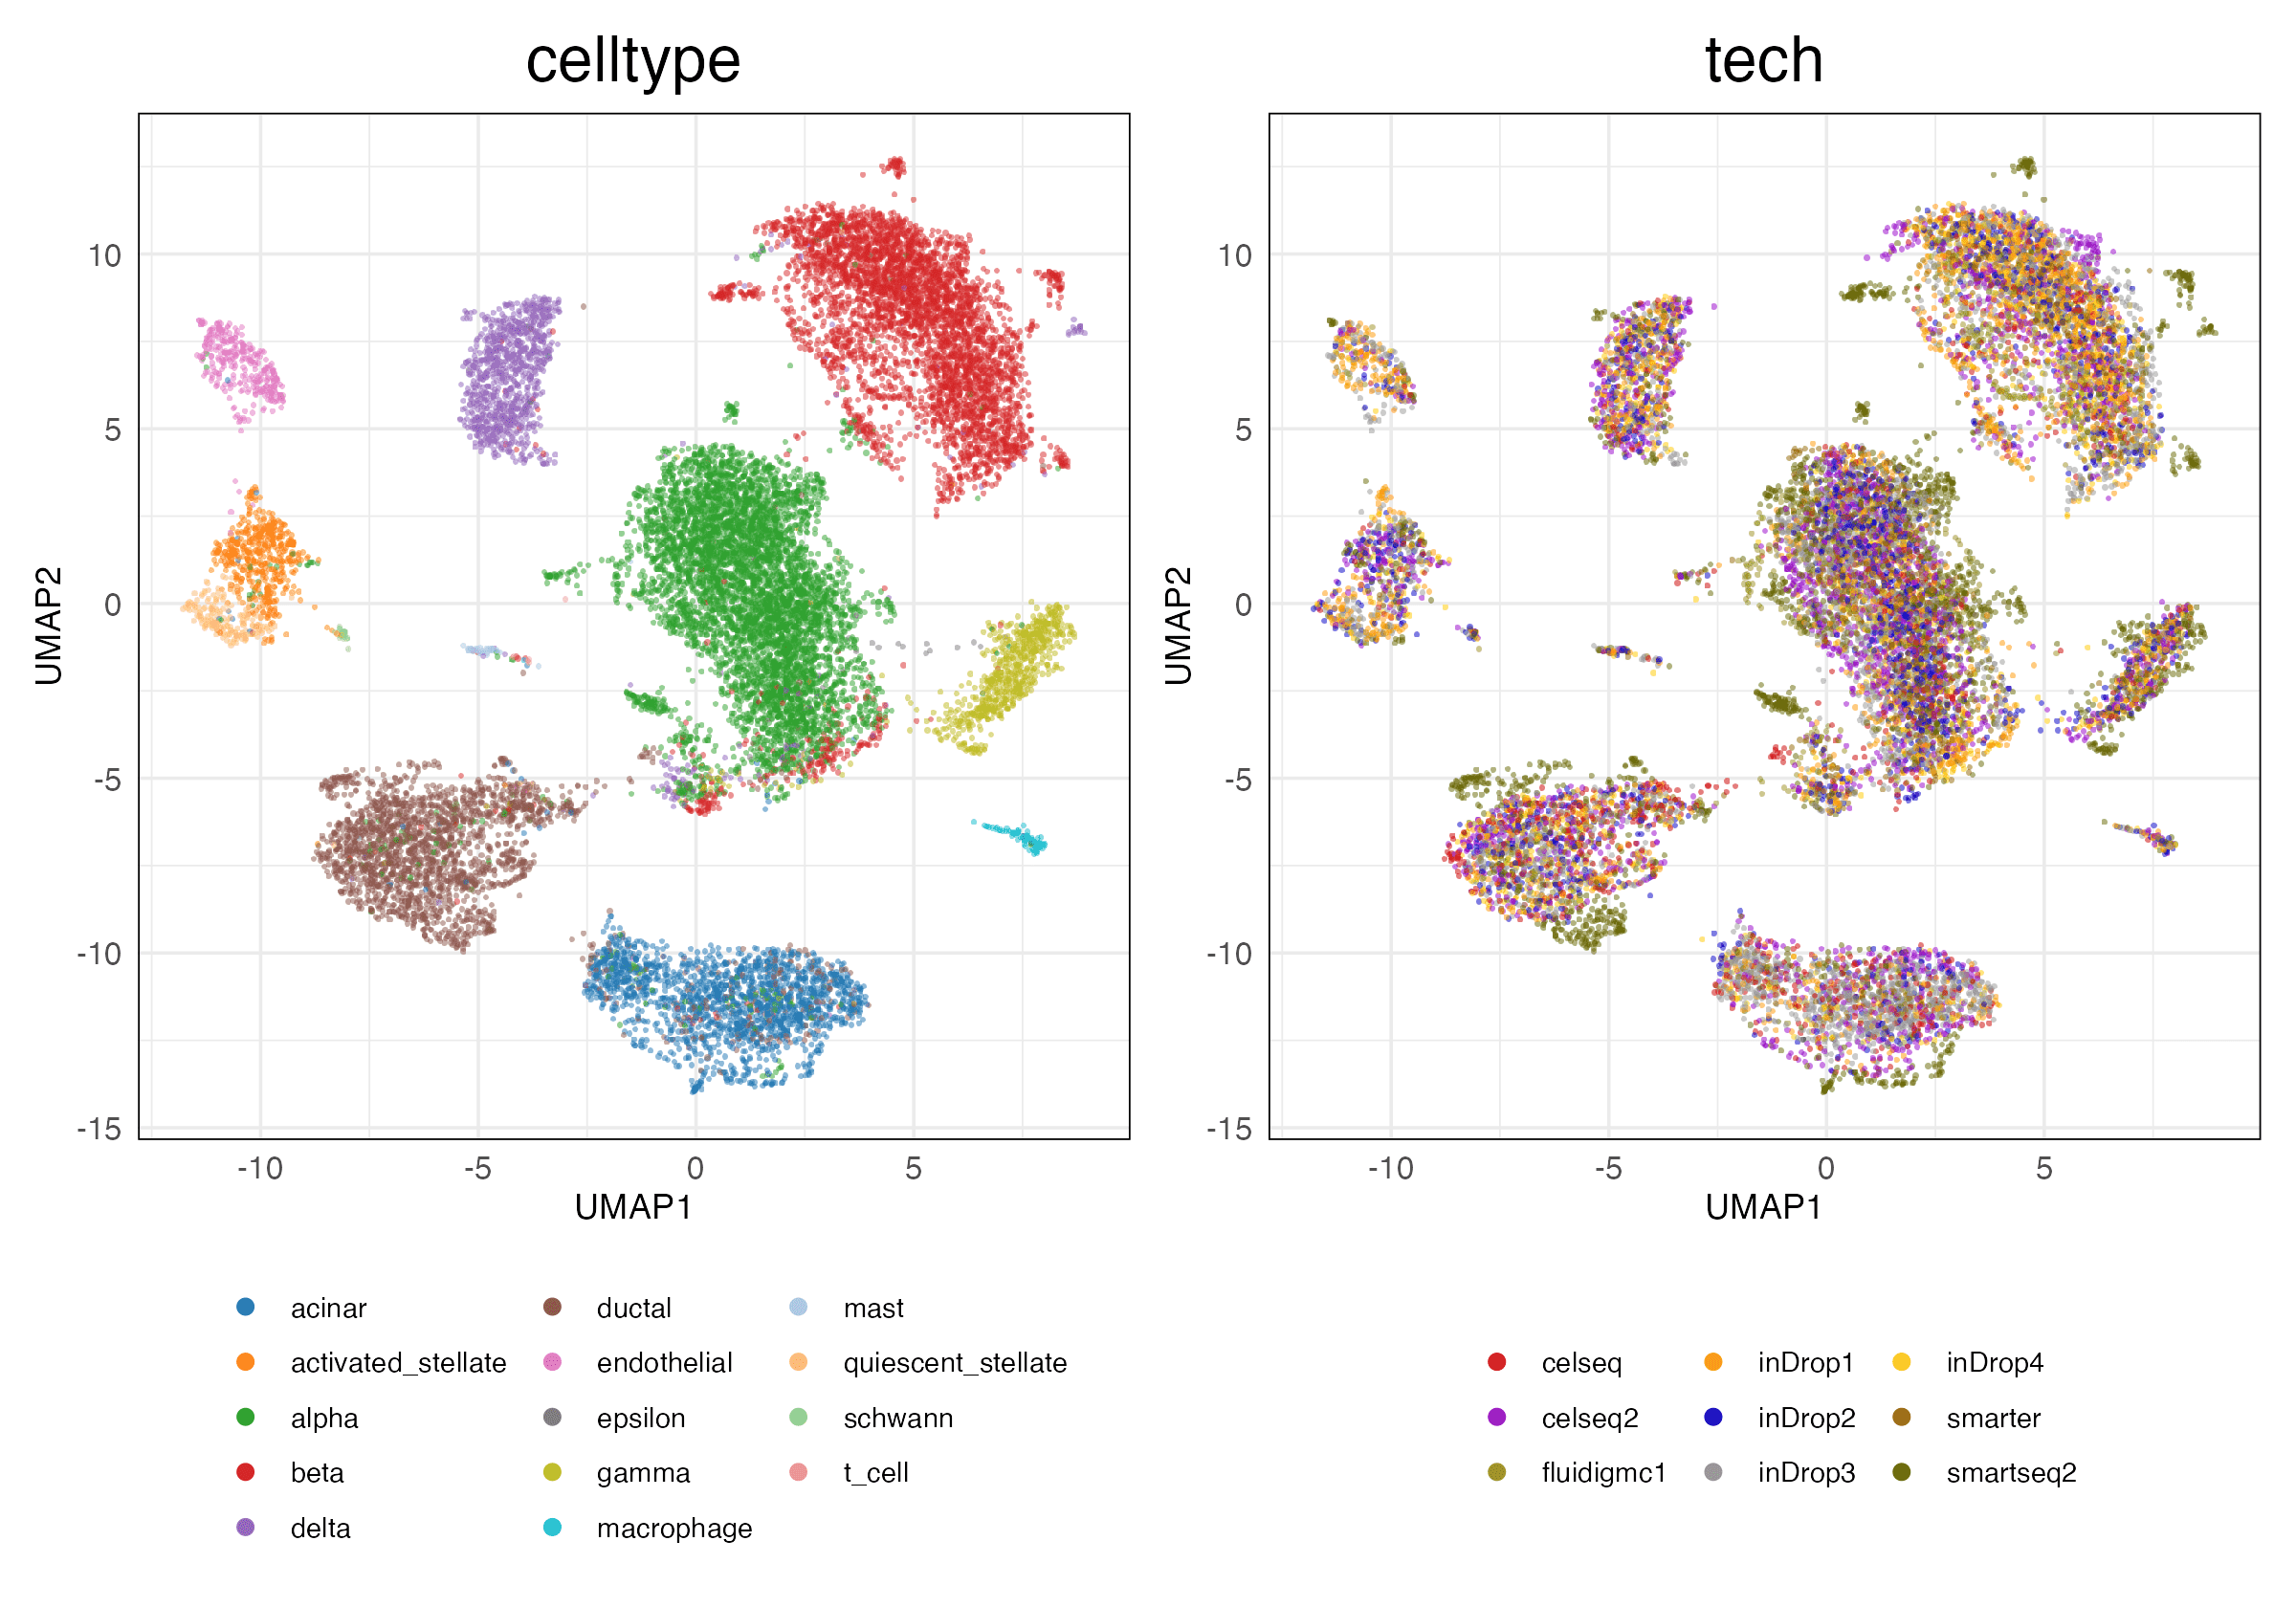 celltype
10
5
0
-5
-10
-15
UMAP2
-10 -5 0 5
UMAP1
acinar
activated_stellate
alpha
beta
delta
ductal
endothelial
epsilon
gamma
macrophage
mast
quiescent_stellate
schwann
t_cell
tech
10
5
0
-5
-10
-15
UMAP2
-10 -5 0 5
UMAP1
celseq
celseq2
fluidigmc1
inDrop1
inDrop2
inDrop3
inDrop4
smarter
smartseq2